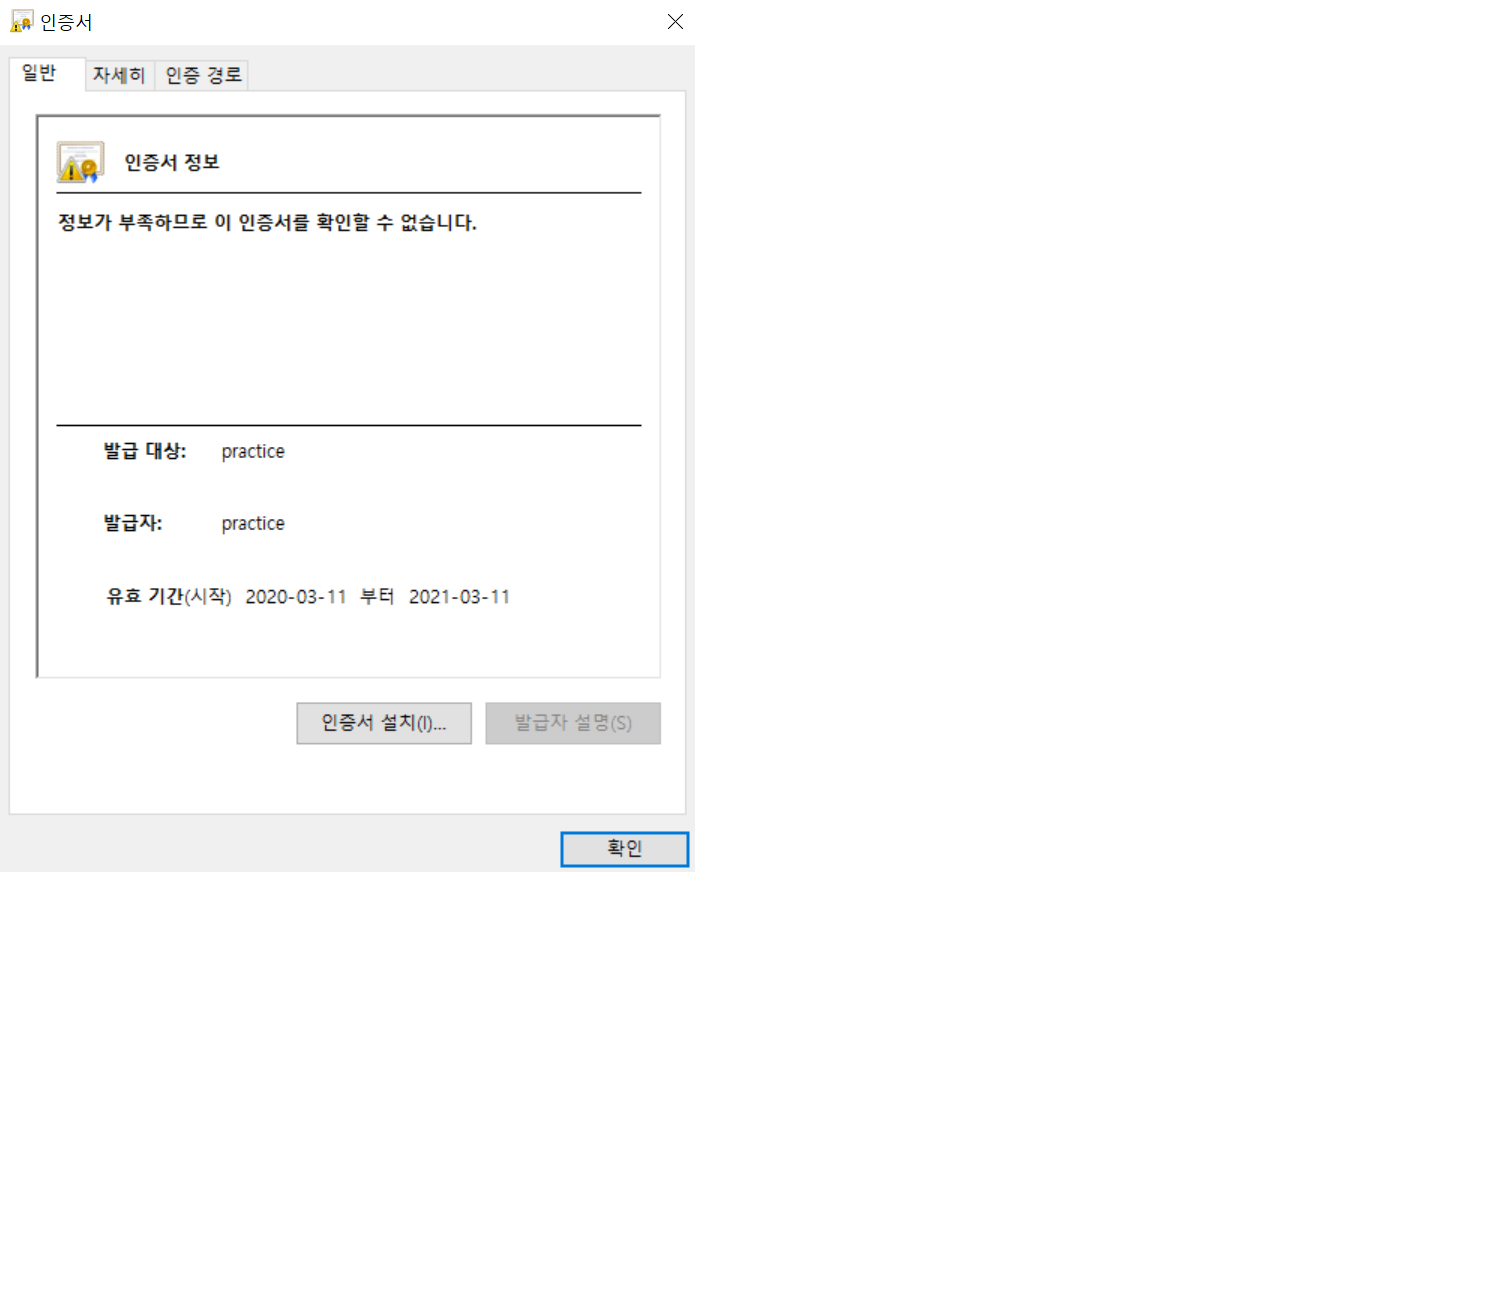 인증서
일반 자세히 인증 경로
인증서 정보
정보가 부족하므로 이 인증서를 확인할 수 없습니다.
발급 대상: practice
발급자: practice
유효 기간(시작) 2020-03-11 부터 2021-03-11
인증서 설치(I)... 발급자 설명(S)
확인